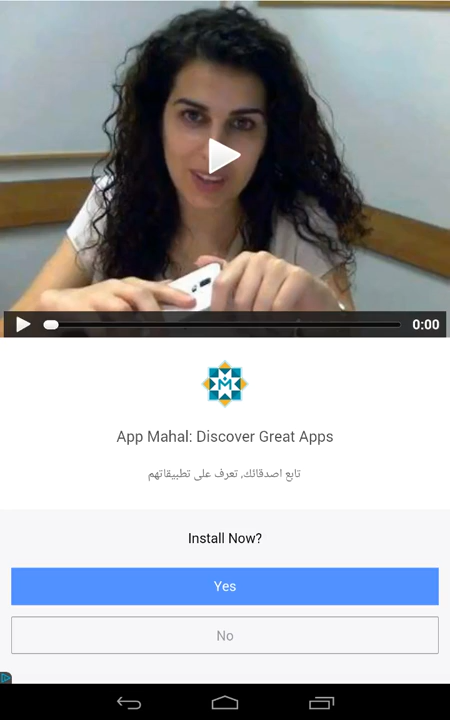 0:00
App Mahal: Discover Great Apps
تابع اصدقائك, تعرف على تطبيقاتهم
Install Now?
Yes
No